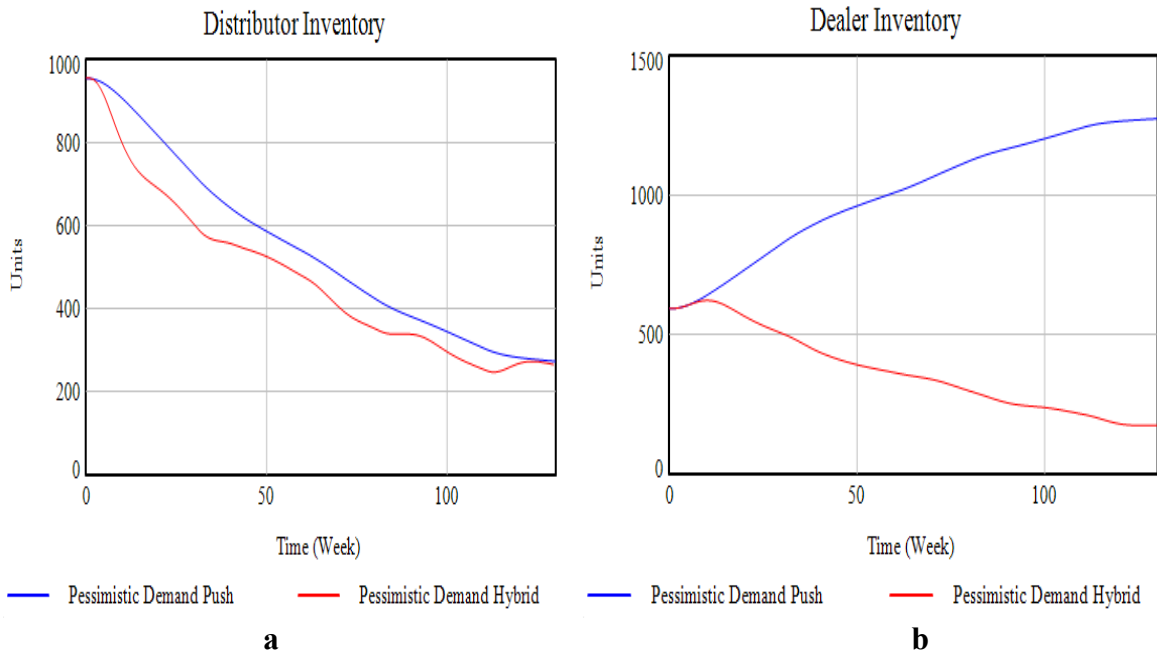 Distributor Inventory
1000
800
600
400
200
0
Units
0 50 100
Time (Week)
Pessimistic Demand Push Pessimistic Demand Hybrid
a
Dealer Inventory
1500
1000
500
0
Units
0 50 100
Time (Week)
Pessimistic Demand Push Pessimistic Demand Hybrid
b